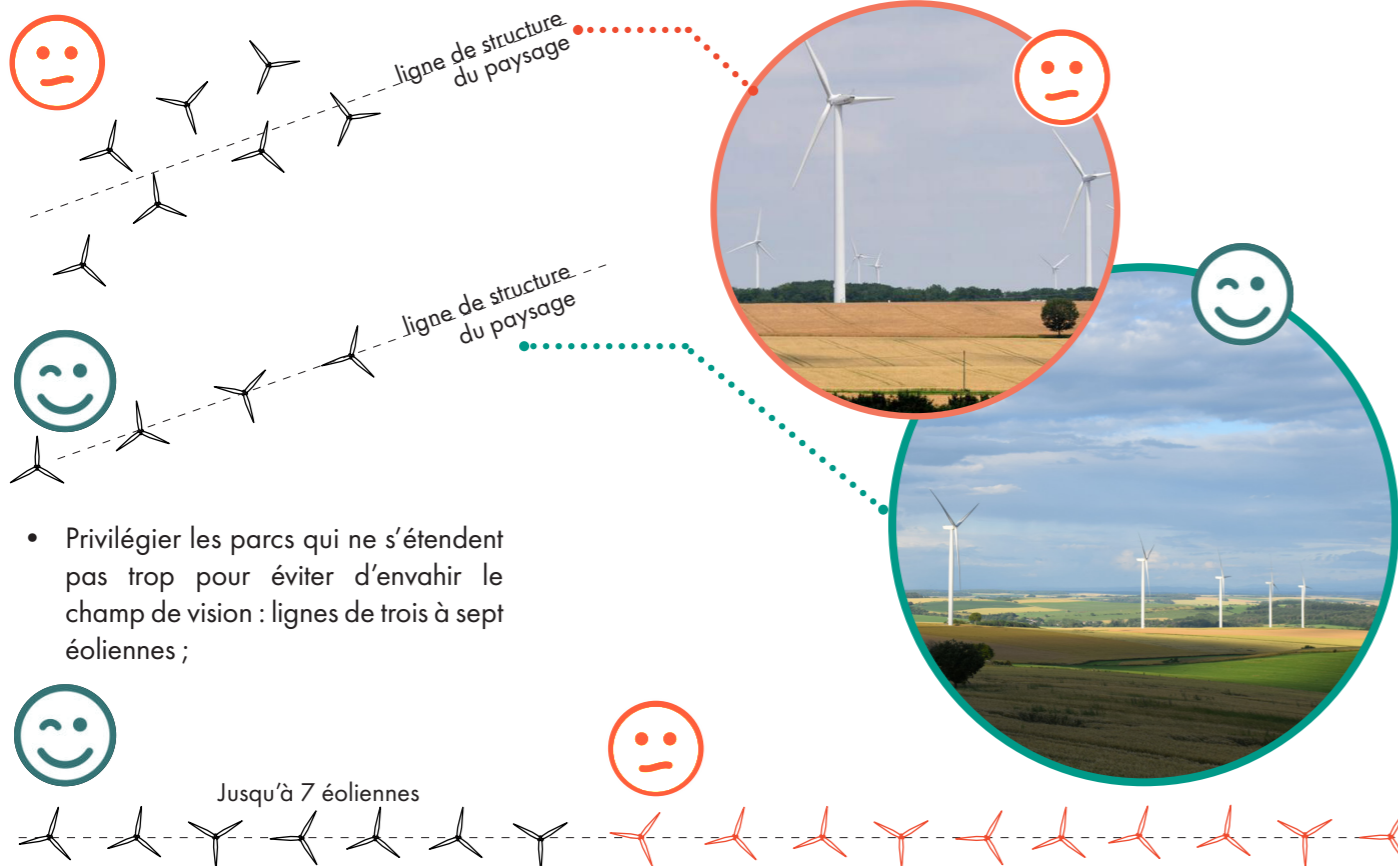 ligne de structure
du paysage
ligne de structure
du paysage
• Privilégier les parcs qui ne s’étendent
pas trop pour éviter d’envahir le
champ de vision : lignes de trois à sept
éoliennes ;
Jusqu’à 7 éoliennes